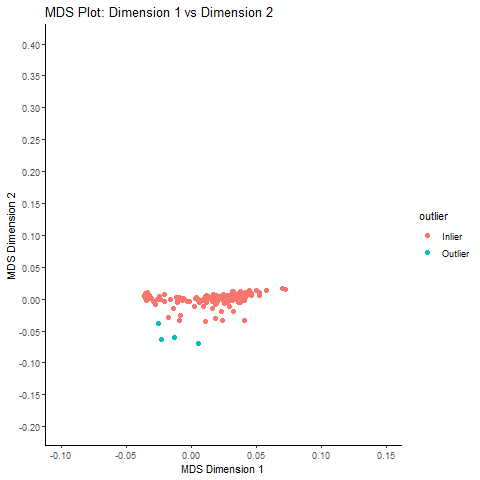 MDS Plot: Dimension 1 vs Dimension 2
0.40
0.35
0.30
0.25
0.20
0.15
0.10
0.05
0.00
-0.05
-0.10
-0.15
-0.20
MDS Dimension 2
-0.10 -0.05 0.00 0.05 0.10 0.15
MDS Dimension 1
outlier
Inlier
Outlier